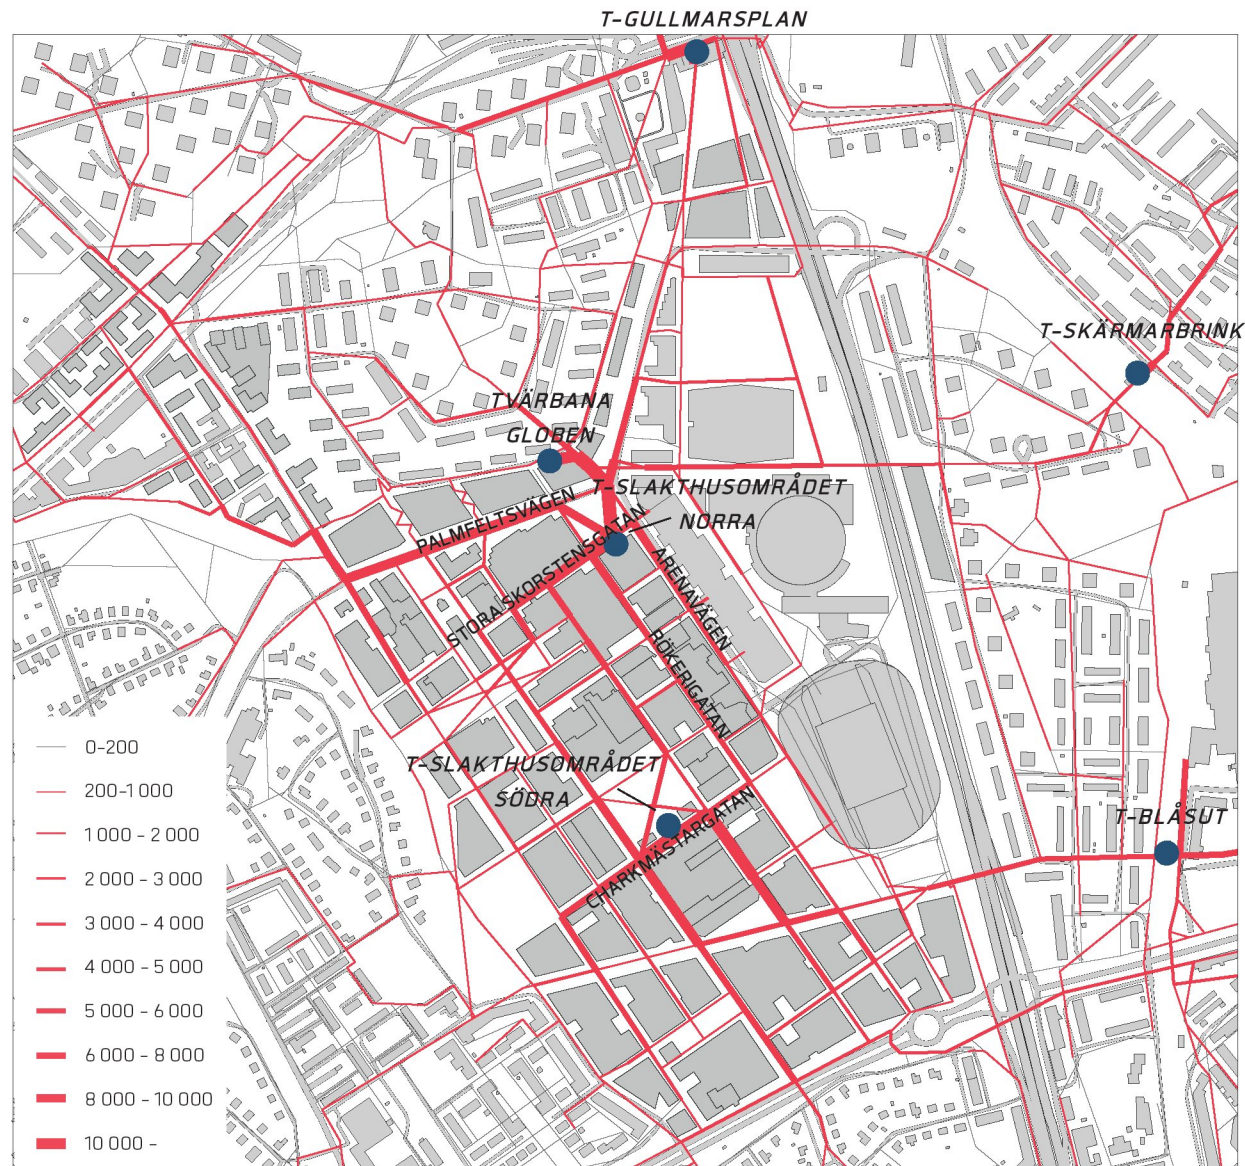 T-GULLMARSPLAN
T-SKÄRMARBRINK
TVÄRBANA
GLOBEN
T-SLAKTHUSOMRÅDET
NORRA
PALMFELTSVÄGEN
STORA SKORSTENSGATAN
ARENAVÄGEN
RÖKERIGATAN
T-SLAKTHUSOMRÅDET
SÖDRA
CHARKMÄSTARGATAN
T-BLÅSUT
0-200
200-1 000
1 000 - 2 000
2 000 - 3 000
3 000 - 4 000
4 000 - 5 000
5 000 - 6 000
6 000 - 8 000
8 000 - 10 000
10 000 -